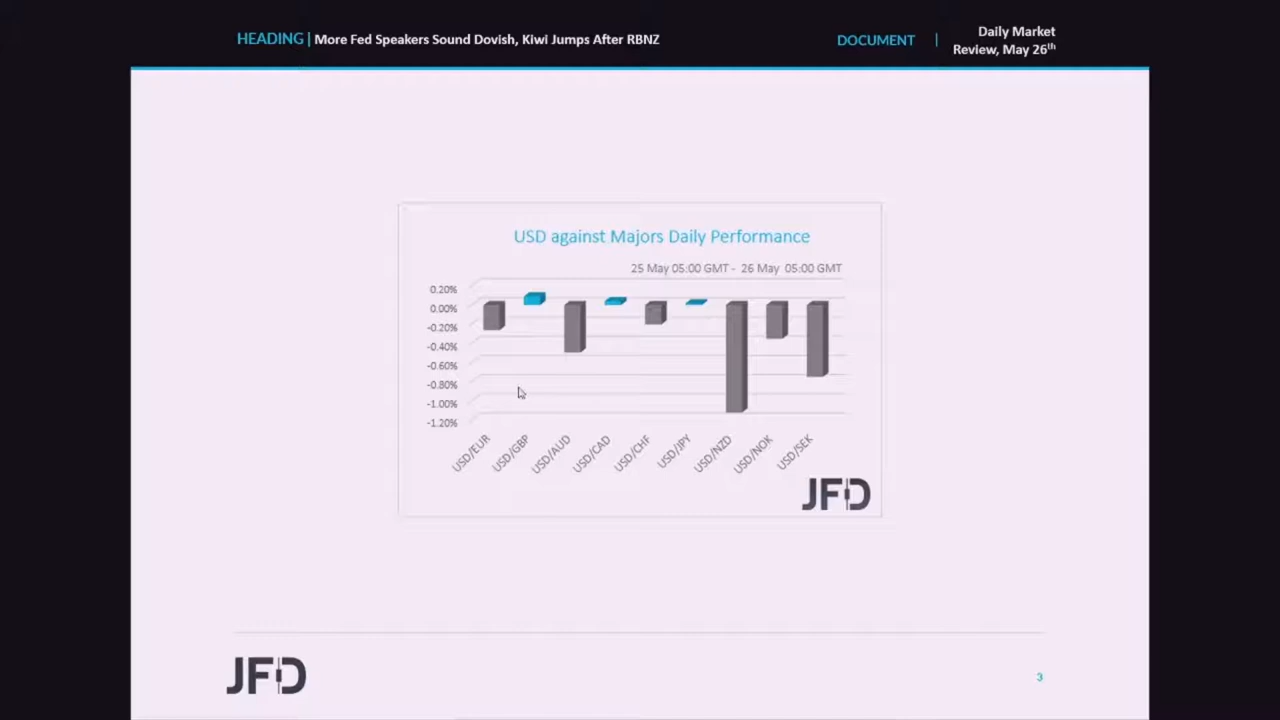 HEADING | More Fed Speakers Sound Dovish, Kiwi Jumps After RBNZ
DOCUMENT | Daily Market
Review, May 26th
USD against Majors Daily Performance
25 May 05:00 GMT - 26 May 05:00 GMT
0.20%
0.00%
-0.20%
-0.40%
-0.60%
-0.80%
-1.00%
-1.20%
USD/EUR
USD/GBP
USD/AUD
USD/CAD
USD/CHF
USD/JPY
USD/NZD
USD/NOK
USD/SEK
JFD
JFD
3